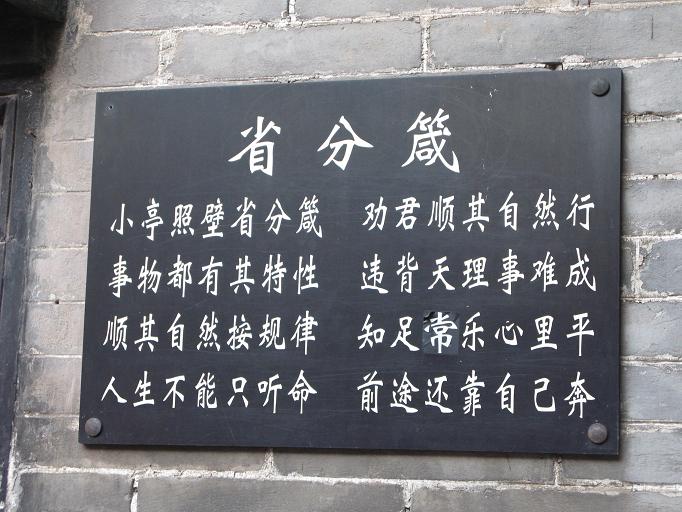 省分箴
小亭照壁省分箴 劝君顺其自然行
事物都有其特性 违背天理事难成
顺其自然按规律 知足常乐心里平
人生不能只听命 前途还靠自己奔